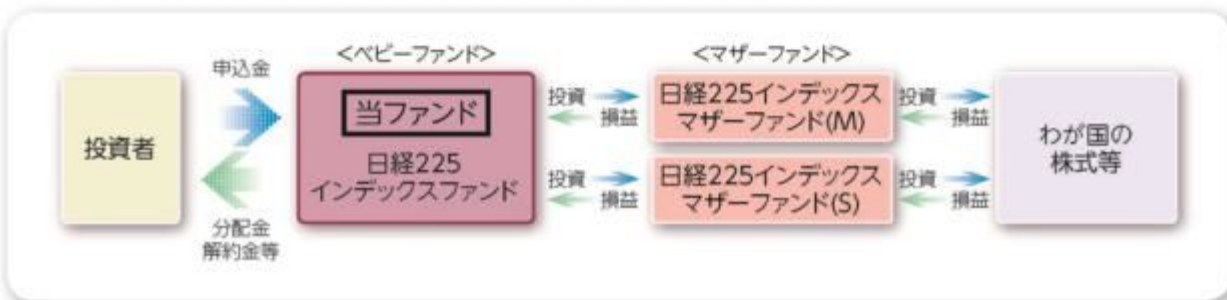 <ベビーファンド>
<マザーファンド>
申込金
投資者
分配金
解約金等
当ファンド
日経225
インデックスファンド
投資
損益
日経225インデックス
マザーファンド(M)
投資
損益
投資
損益
日経225インデックス
マザーファンド(S)
投資
損益
わが国の
株式等